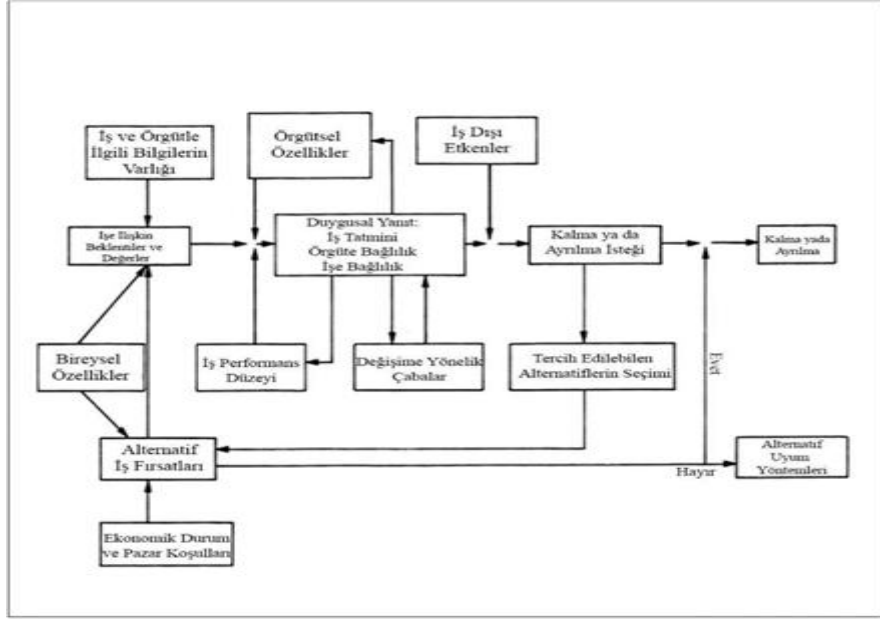 İş ve Örgütle
İlgili Bilgilerin
Varlığı
Örgütsel
Özellikler
İş Dışı
Etkenler
İşe İlişkin
Beklentiler ve
Değerler
Duygusal Yanıt:
İş Tatmini
Örgüte Bağlılık
İşe Bağlılık
Kalma ya da
Ayrılma İsteği
Kalma yada
Ayrılma
Bireysel
Özellikler
İş Performans
Düzeyi
Değişime Yönelik
Çabalar
Tercih Edilebilen
Alternatiflerin Seçimi
Evet
Alternatif
İş Fırsatları
Hayır
Alternatif
Uyum
Yöntemleri
Ekonomik Durum
ve Pazar Koşulları